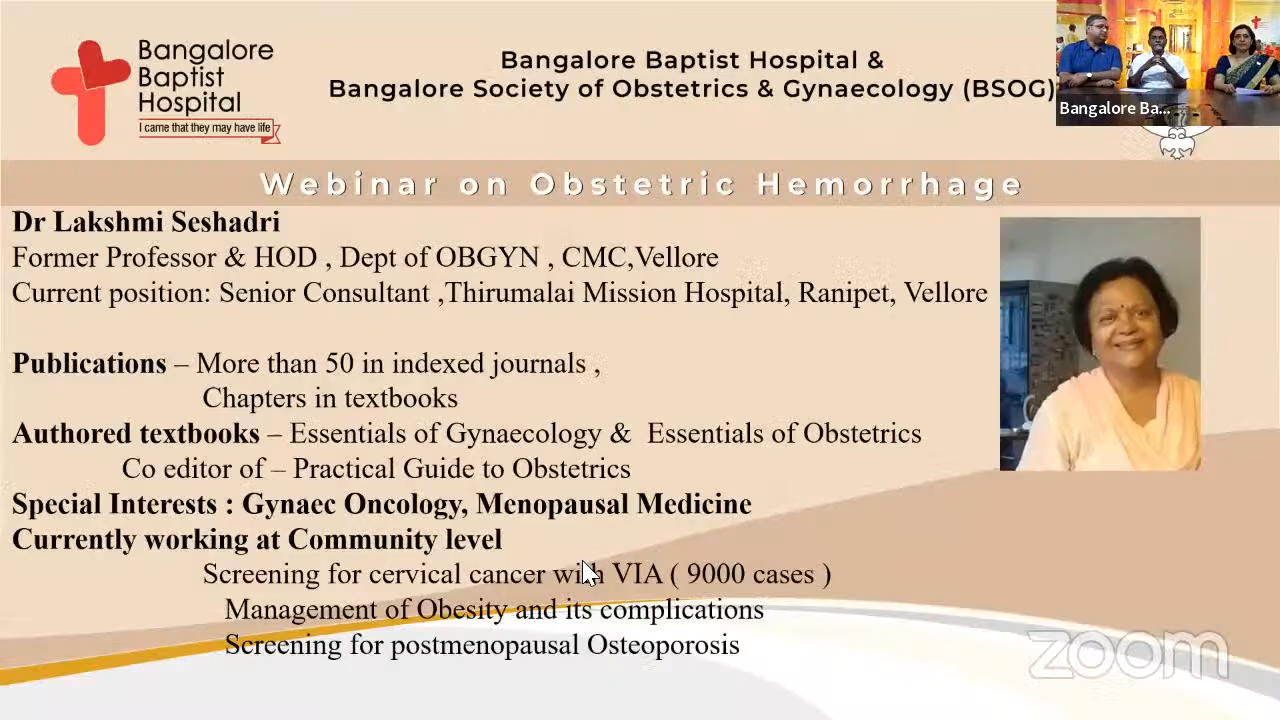 Bangalore
Baptist
Hospital
I came that they may have life
Bangalore Baptist Hospital &
Bangalore Society of Obstetrics & Gynaecology (BSOG)
Bangalore Ba...
Webinar on Obstetric Hemorrhage
Dr Lakshmi Seshadri
Former Professor & HOD , Dept of OBGYN , CMC,Vellore
Current position: Senior Consultant ,Thirumalai Mission Hospital, Ranipet, Vellore
Publications – More than 50 in indexed journals ,
Chapters in textbooks
Authored textbooks – Essentials of Gynaecology & Essentials of Obstetrics
Co editor of – Practical Guide to Obstetrics
Special Interests : Gynaec Oncology, Menopausal Medicine
Currently working at Community level
Screening for cervical cancer with VIA ( 9000 cases )
Management of Obesity and its complications
Screening for postmenopausal Osteoporosis
zoom